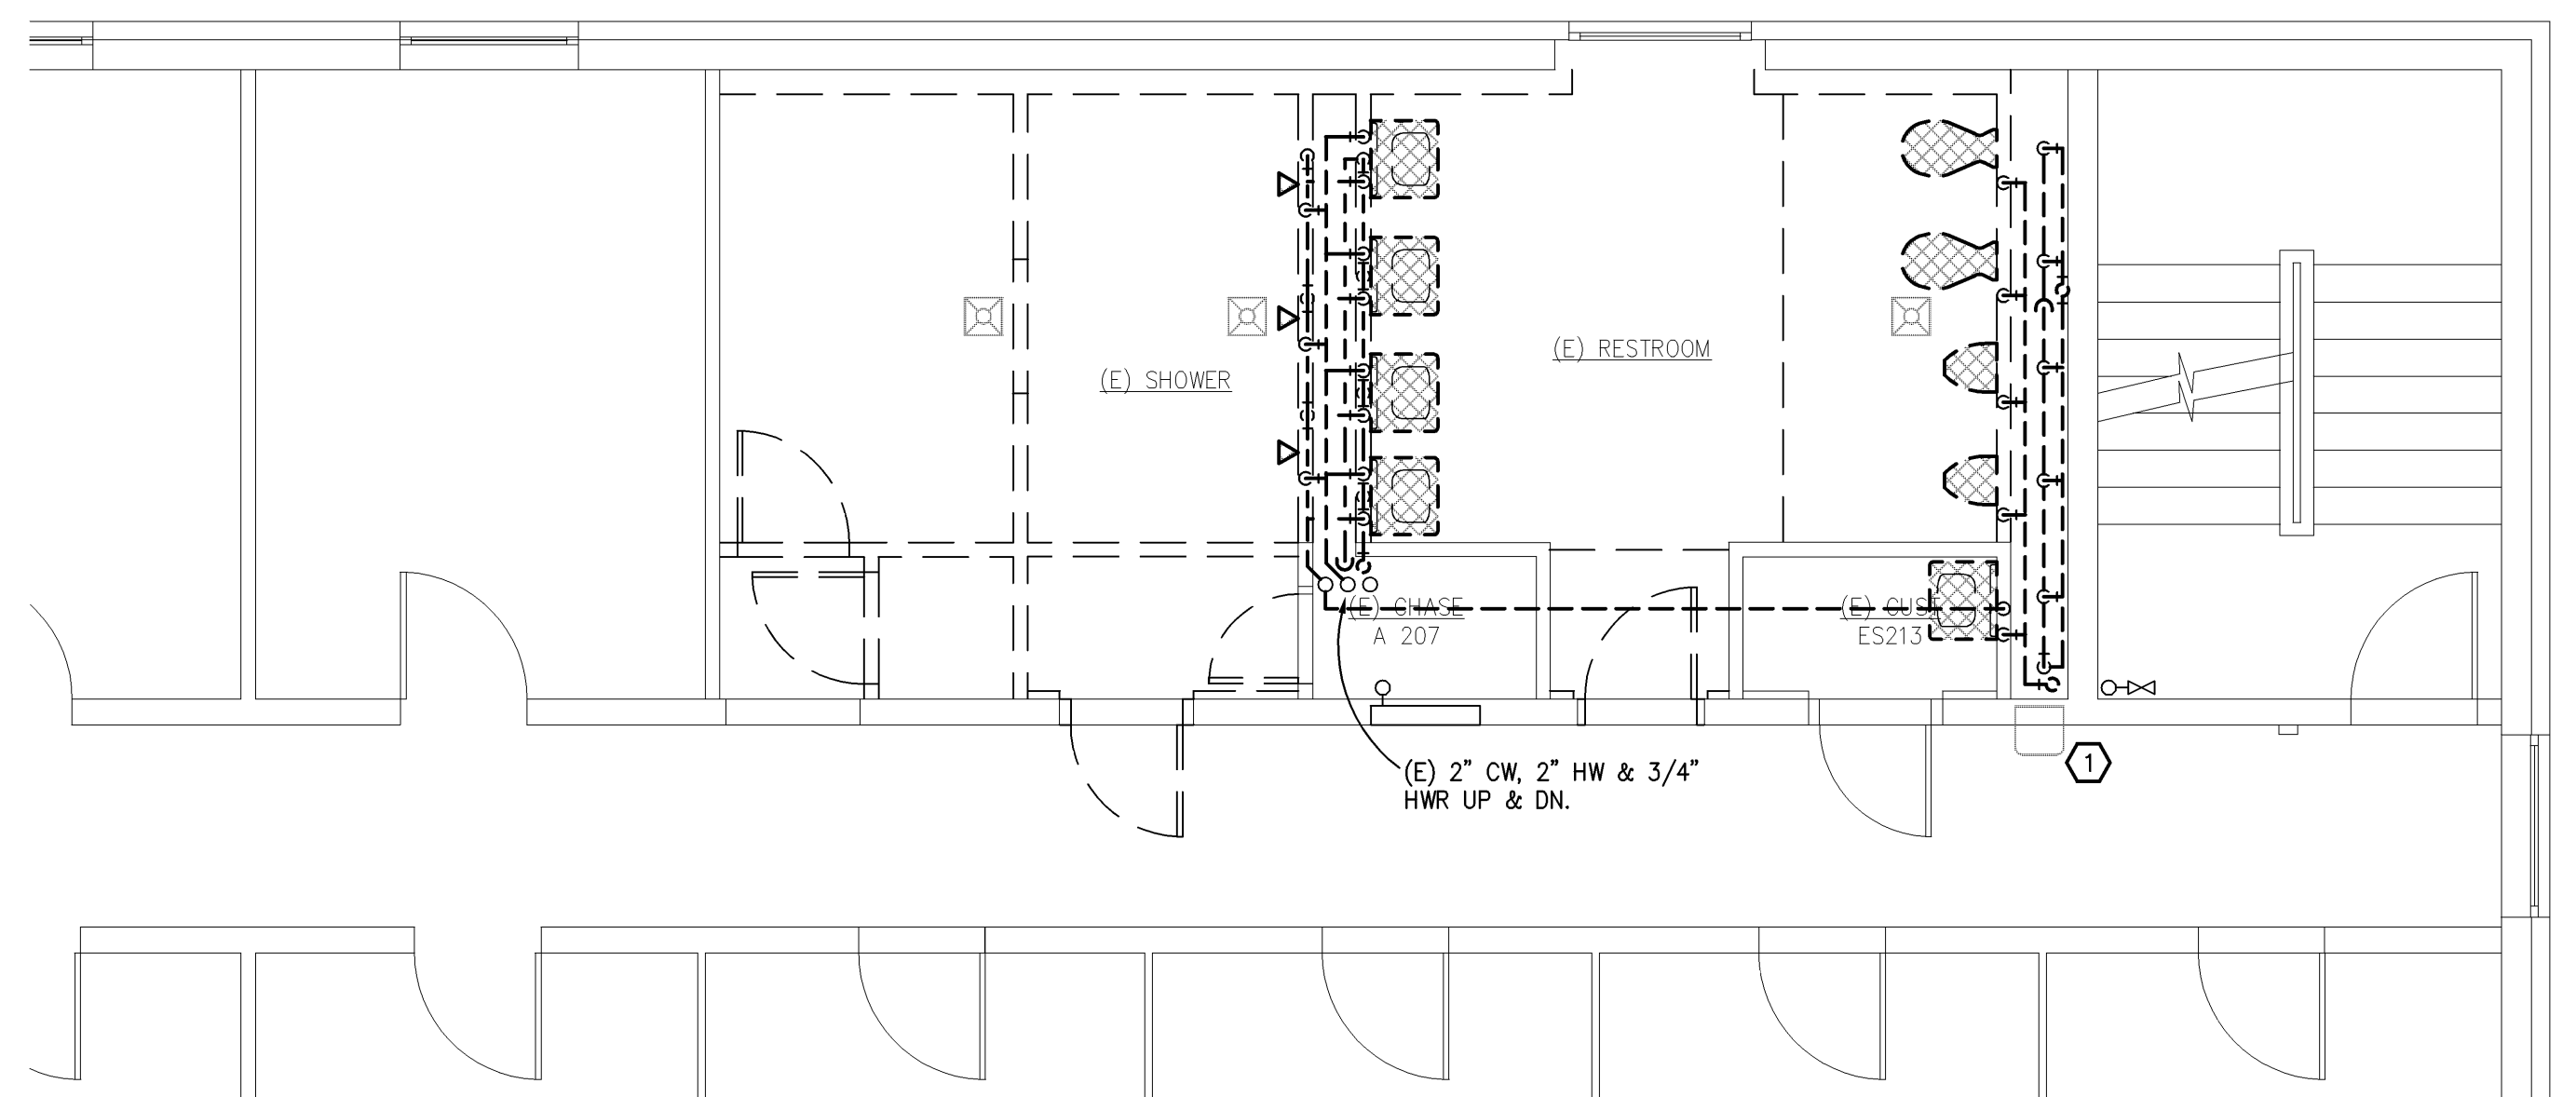 (E) RESTROOM
(E) SHOWER
(E) CHASE
A 207
(E) CUST
ES213
(E) 2” CW, 2” HW & 3/4”
HWR UP & DN.
1